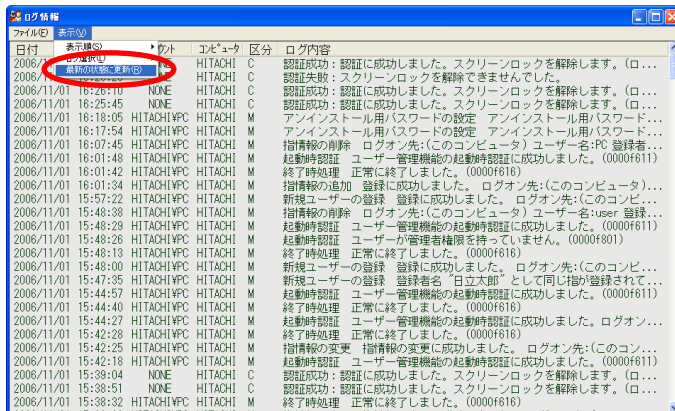 ログ情報
ファイル(F) 表示(V)
表示順(S)
最新の状態に更新(R)
日付 コンピュータ 区分 ログ内容
HITACHI C 認証成功：認証に成功しました。スクリーンロックを解除します。(ロ...
NONE HITACHI C 認証失敗：スクリーンロックを解除できませんでした。
2006/11/01 16:26:10 NONE HITACHI C 認証成功：認証に成功しました。スクリーンロックを解除します。(ロ...
2006/11/01 16:25:45 NONE HITACHI C 認証成功：認証に成功しました。スクリーンロックを解除します。(ロ...
2006/11/01 16:18:05 HITACHI¥PC HITACHI M アンインストール用パスワードの設定 アンインストール用パスワード...
2006/11/01 16:17:54 HITACHI¥PC HITACHI M アンインストール用パスワードの設定 アンインストール用パスワード...
2006/11/01 16:07:45 HITACHI¥PC HITACHI M 指情報の削除 ログオン先:(このコンピュータ) ユーザー名:PC 登録者...
2006/11/01 16:01:48 HITACHI¥PC HITACHI M 起動時認証 ユーザー管理機能の起動時認証に成功しました。(0000f611)
2006/11/01 16:01:42 HITACHI¥PC HITACHI M 終了時処理 正常に終了しました。(0000f616)
2006/11/01 16:01:34 HITACHI¥PC HITACHI M 指情報の追加 登録に成功しました。 ログオン先:(このコンピュータ)...
2006/11/01 15:57:22 HITACHI¥PC HITACHI M 新規ユーザーの登録 登録に成功しました。 ログオン先:(このコンピ...
2006/11/01 15:48:38 HITACHI¥PC HITACHI M 指情報の削除 ログオン先:(このコンピュータ) ユーザー名:user 登録...
2006/11/01 15:48:29 HITACHI¥PC HITACHI M 起動時認証 ユーザー管理機能の起動時認証に成功しました。(0000f611)
2006/11/01 15:48:26 HITACHI¥PC HITACHI M 起動時認証 ユーザーが管理者権限を持っていません。(0000f801)
2006/11/01 15:48:13 HITACHI¥PC HITACHI M 終了時処理 正常に終了しました。(0000f616)
2006/11/01 15:48:00 HITACHI¥PC HITACHI M 新規ユーザーの登録 登録に成功しました。 ログオン先:(このコンピ...
2006/11/01 15:47:35 HITACHI¥PC HITACHI M 新規ユーザーの登録 登録者名“日立太郎”として同じ指が登録されて...
2006/11/01 15:44:57 HITACHI¥PC HITACHI M 起動時認証 ユーザー管理機能の起動時認証に成功しました。(0000f611)
2006/11/01 15:44:40 HITACHI¥PC HITACHI M 終了時処理 正常に終了しました。(0000f616)
2006/11/01 15:44:27 HITACHI¥PC HITACHI M 起動時認証 ユーザー管理機能の起動時認証に成功しました。ログオン...
2006/11/01 15:42:28 HITACHI¥PC HITACHI M 終了時処理 正常に終了しました。(0000f616)
2006/11/01 15:42:25 HITACHI¥PC HITACHI M 指情報の変更 指情報の変更に成功しました。 ログオン先:(このコン...
2006/11/01 15:42:18 HITACHI¥PC HITACHI M 起動時認証 ユーザー管理機能の起動時認証に成功しました。(0000f611)
2006/11/01 15:39:04 NONE HITACHI C 認証成功：認証に成功しました。スクリーンロックを解除します。(ロ...
2006/11/01 15:38:51 NONE HITACHI C 認証成功：認証に成功しました。スクリーンロックを解除します。(ロ...
2006/11/01 15:38:32 HITACHI¥PC HITACHI M 終了時処理 正常に終了しました。(0000f616)